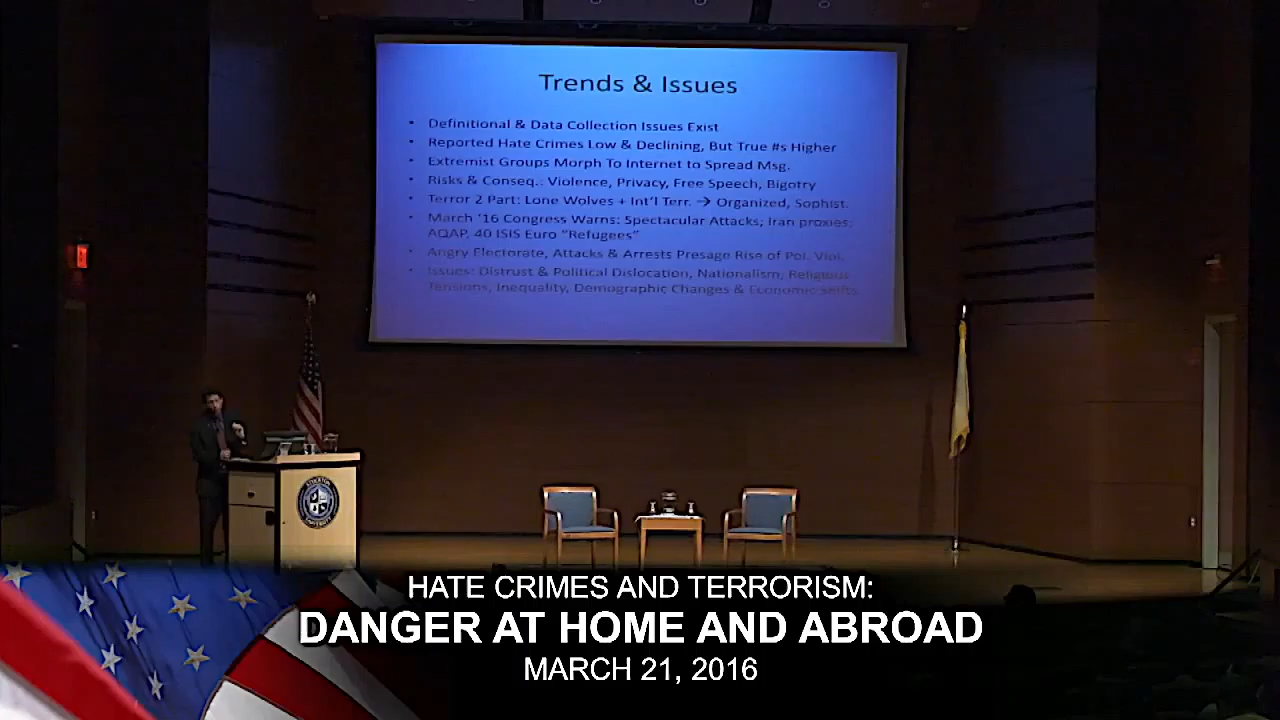 Trends & Issues
• Definitional & Data Collection Issues Exist
• Reported Hate Crimes Low & Declining, But True #s Higher
• Extremist Groups Morph To Internet to Spread Msg.
• Risks & Conseq.: Violence, Privacy, Free Speech, Bigotry
• Terror 2 Part: Lone Wolves + Int'l Terr. → Organized, Sophist.
• March '16 Congress Warns: Spectacular Attacks; Iran proxies;
AQAP, 40 ISIS Euro "Refugees"
• Angry Electorate, Attacks & Arrests Presage Rise of Pol. Viol.
• Issues: Distrust & Political Dislocation, Nationalism, Religious
Tensions, Inequality, Demographic Changes & Economic Shifts
STOCKTON
UNIVERSITY
HATE CRIMES AND TERRORISM:
DANGER AT HOME AND ABROAD
MARCH 21, 2016